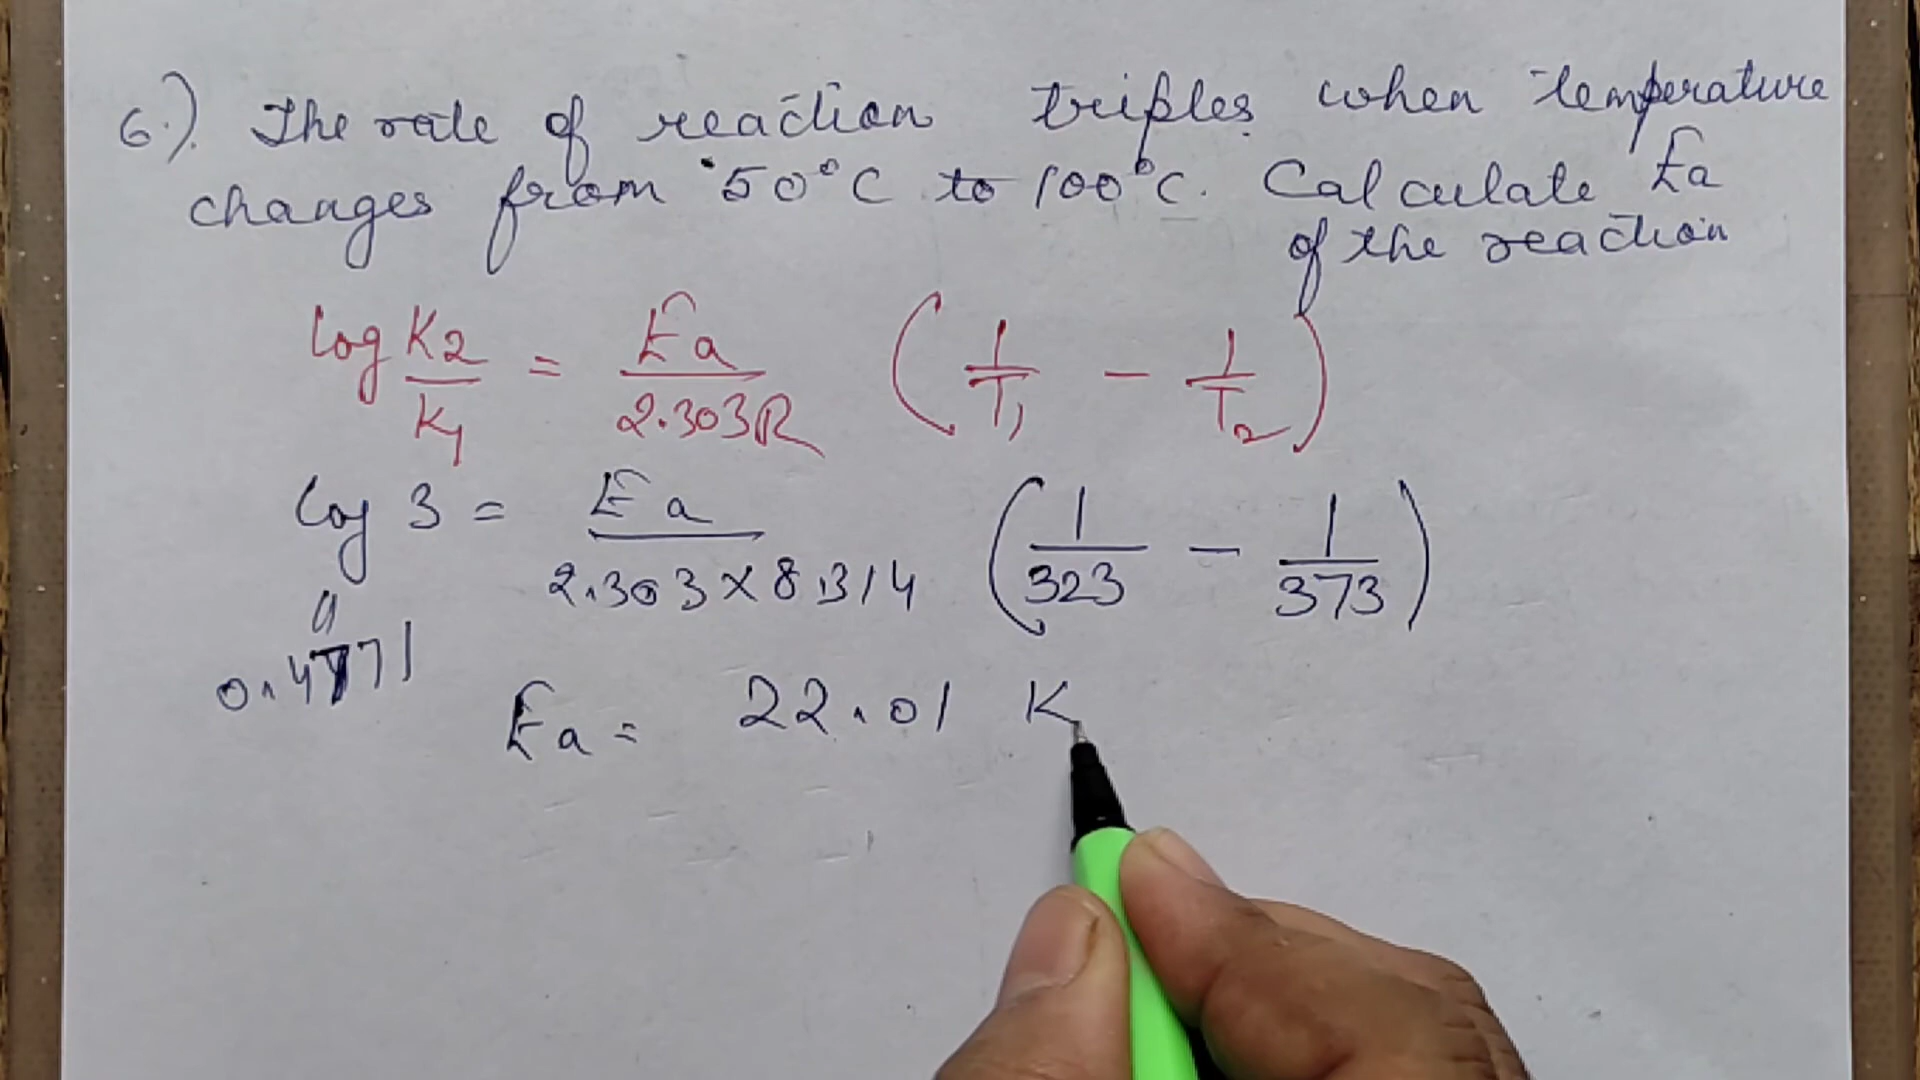 6.). The rate of reaction triples when temperature
changes from 50°C to 100°C. Calculate Ea
of the reaction
log K2/K1 = Ea/2.303R (1/T1 - 1/T2)
log 3 = Ea/2.303×8.314 (1/323 - 1/373)
0.4771
Ea = 22.01 K